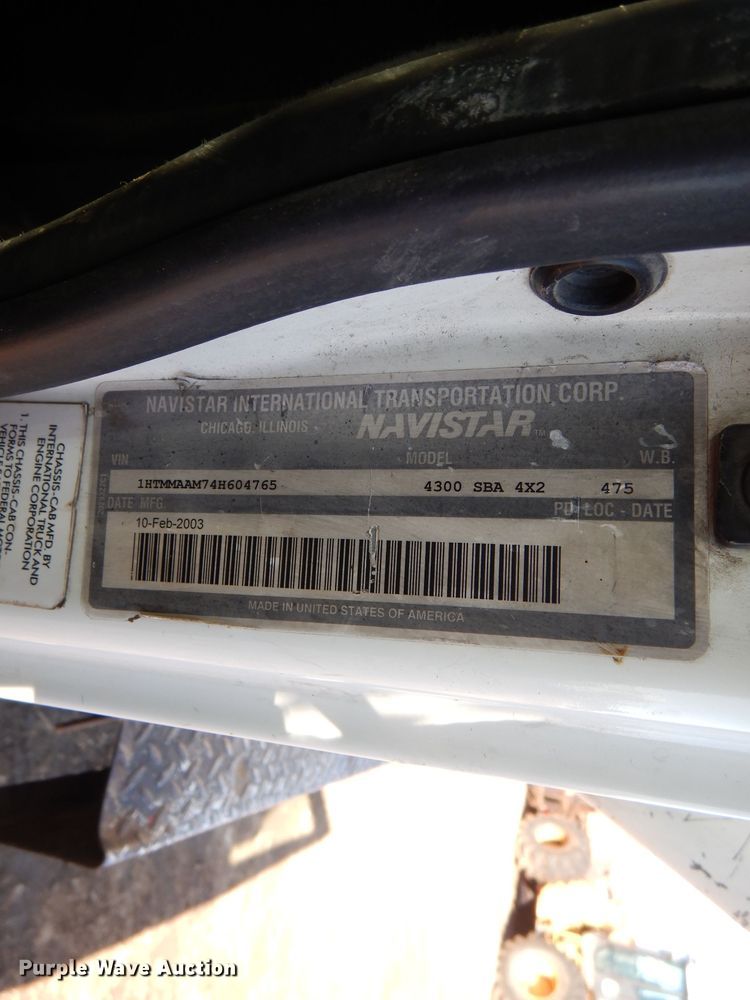 NAVISTAR INTERNATIONAL TRANSPORTATION CORP.
CHICAGO, ILLINOIS NAVISTAR TM
VIN MODEL W.B.
1HTMMAAM74H604765 4300 SBA 4X2 475
DATE MFG. PD - LOC - DATE
10-Feb-2003
MADE IN UNITED STATES OF AMERICA
CHASSIS-CAB MFD. BY
INTERNATIONAL TRUCK AND
ENGINE CORPORATION
1. THIS CHASSIS-CAB CON-
FORMS TO FEDERAL MOTOR
Purple Wave Auction